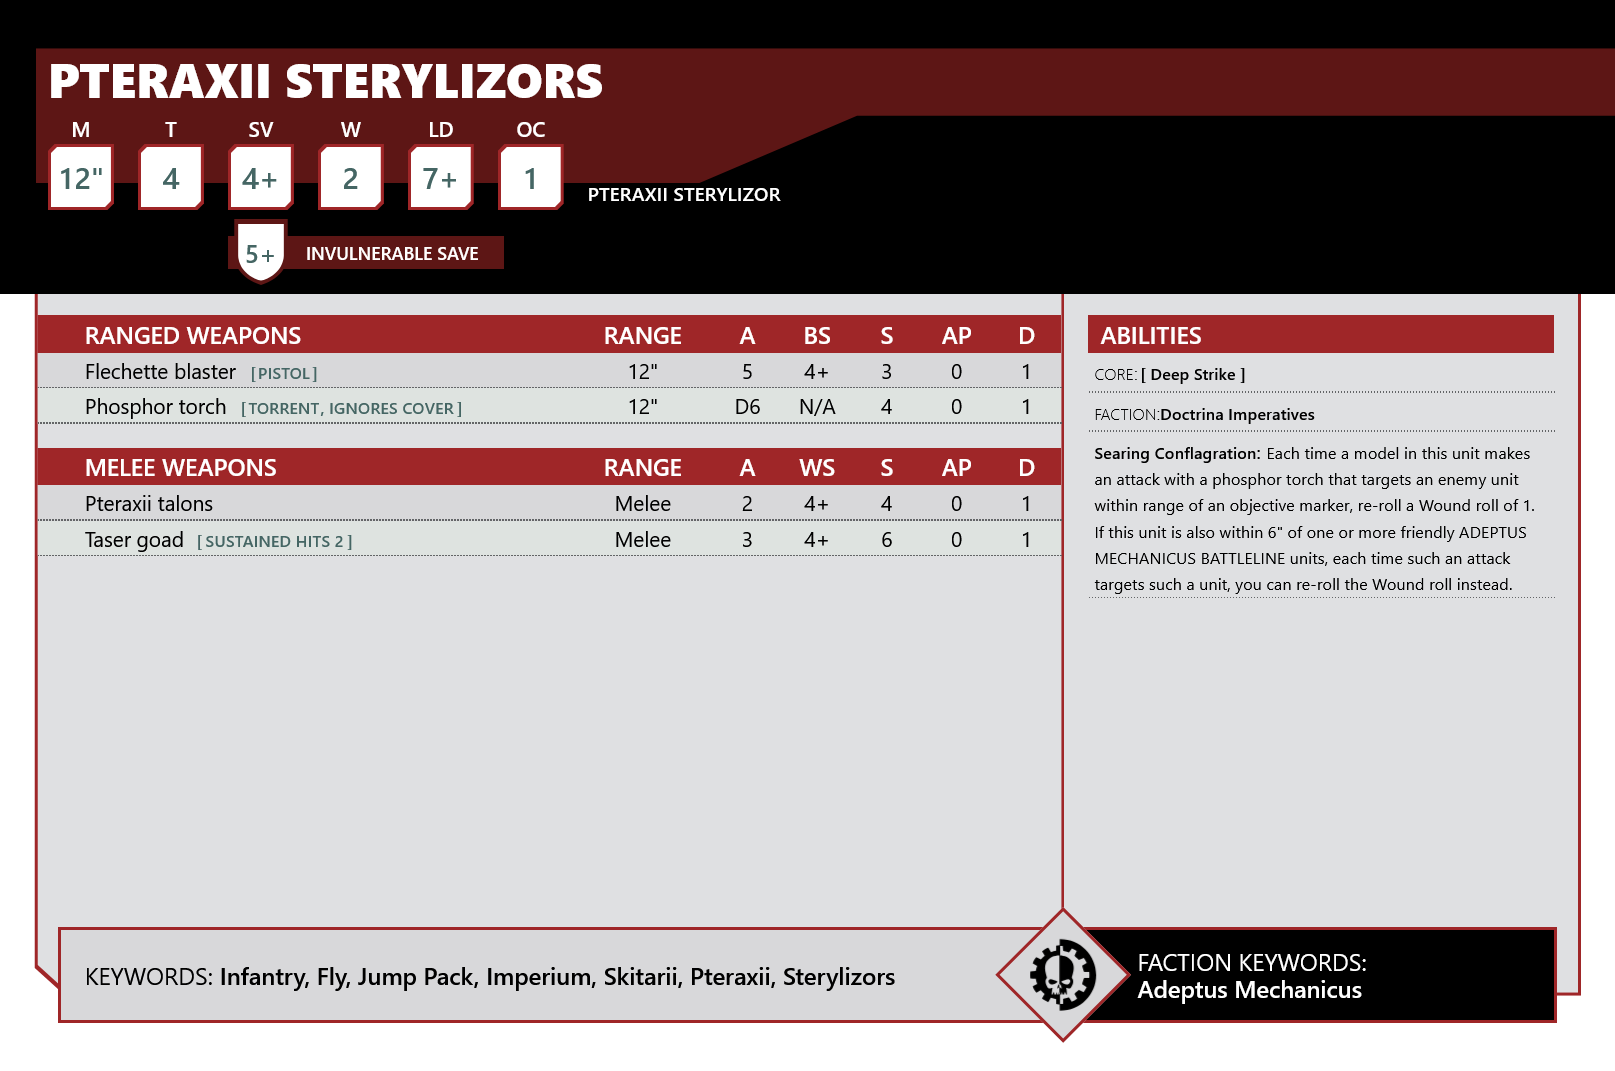 PTERAXII STERYLIZORS
M T SV W LD OC
12" 4 4+ 2 7+ 1
PTERAXII STERYLIZOR
5+ INVULNERABLE SAVE
RANGED WEAPONS RANGE A BS S AP D
Flechette blaster [PISTOL] 12" 5 4+ 3 0 1
Phosphor torch [TORRENT, IGNORES COVER] 12" D6 N/A 4 0 1
MELEE WEAPONS RANGE A WS S AP D
Pteraxii talons Melee 2 4+ 4 0 1
Taser goad [SUSTAINED HITS 2] Melee 3 4+ 6 0 1
ABILITIES
CORE: [ Deep Strike ]
FACTION:Doctrina Imperatives
Searing Conflagration: Each time a model in this unit makes
an attack with a phosphor torch that targets an enemy unit
within range of an objective marker, re-roll a Wound roll of 1.
If this unit is also within 6" of one or more friendly ADEPTUS
MECHANICUS BATTLELINE units, each time such an attack
targets such a unit, you can re-roll the Wound roll instead.
KEYWORDS: Infantry, Fly, Jump Pack, Imperium, Skitarii, Pteraxii, Sterylizors
FACTION KEYWORDS:
Adeptus Mechanicus